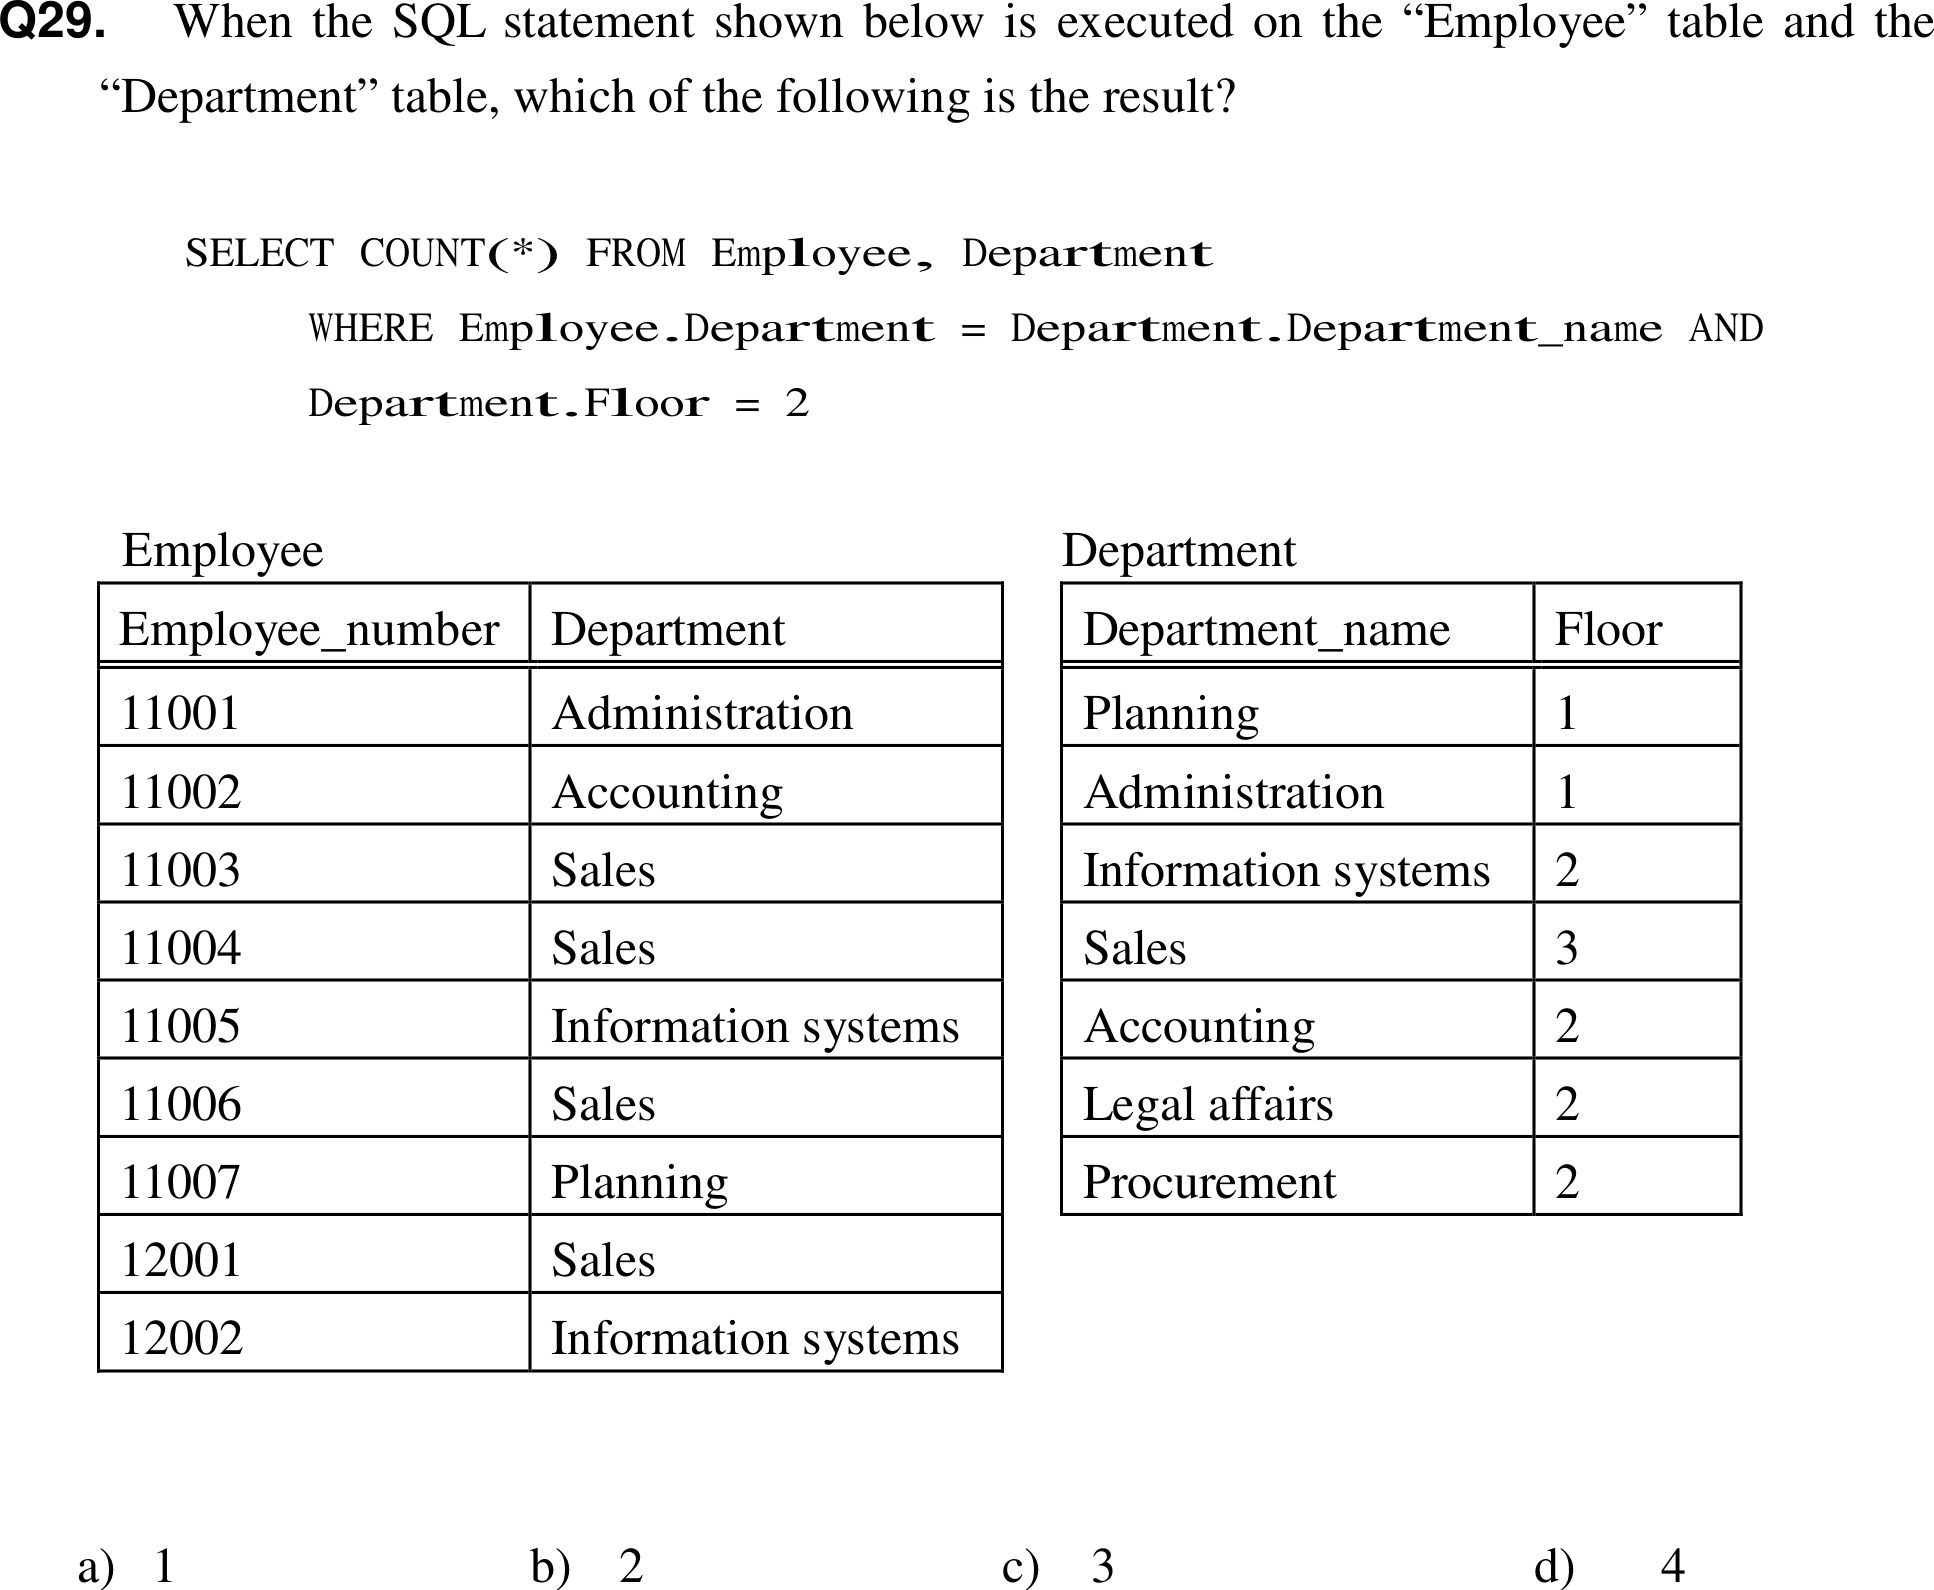 Q29. When the SQL statement shown below is executed on the “Employee” table and the
“Department” table, which of the following is the result?
SELECT COUNT(*) FROM Employee, Department
WHERE Employee.Department = Department.Department_name AND
Department.Floor = 2
Employee Department
Employee_number Department Department_name Floor
11001 Administration Planning 1
11002 Accounting Administration 1
11003 Sales Information systems 2
11004 Sales Sales 3
11005 Information systems Accounting 2
11006 Sales Legal affairs 2
11007 Planning Procurement 2
12001 Sales
12002 Information systems
a) 1 b) 2 c) 3 d) 4